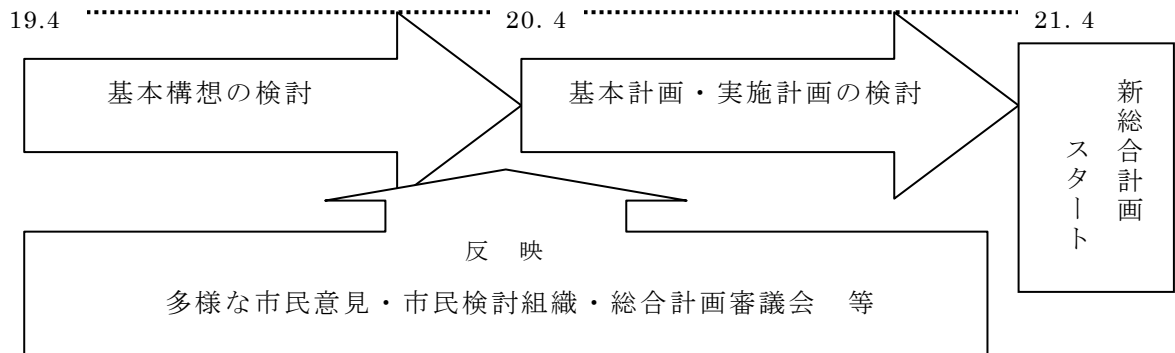 19.4
20. 4
21. 4
基本構想の検討
基本計画・実施計画の検討
新総合計画
スタート
反　映
多様な市民意見・市民検討組織・総合計画審議会　等